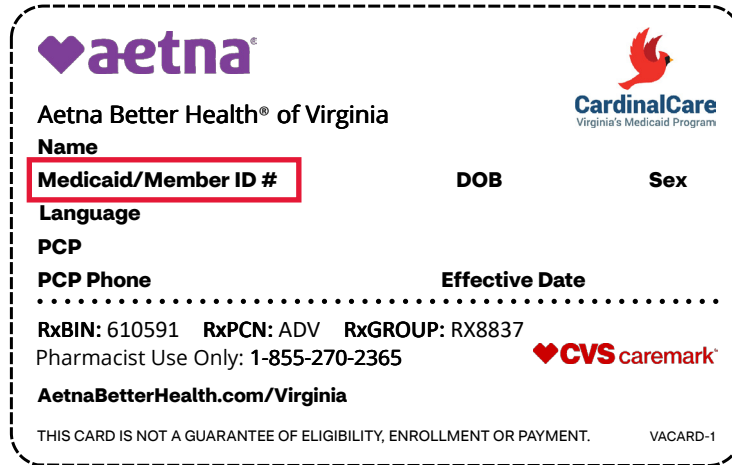 aetna®
Aetna Better Health® of Virginia
CardinalCare
Virginia's Medicaid Program
Name
Medicaid/Member ID # DOB Sex
Language
PCP
PCP Phone Effective Date
RxBIN: 610591 RxPCN: ADV RxGROUP: RX8837
Pharmacist Use Only: 1-855-270-2365
CVS caremark
AetnaBetterHealth.com/Virginia
THIS CARD IS NOT A GUARANTEE OF ELIGIBILITY, ENROLLMENT OR PAYMENT. VACARD-1